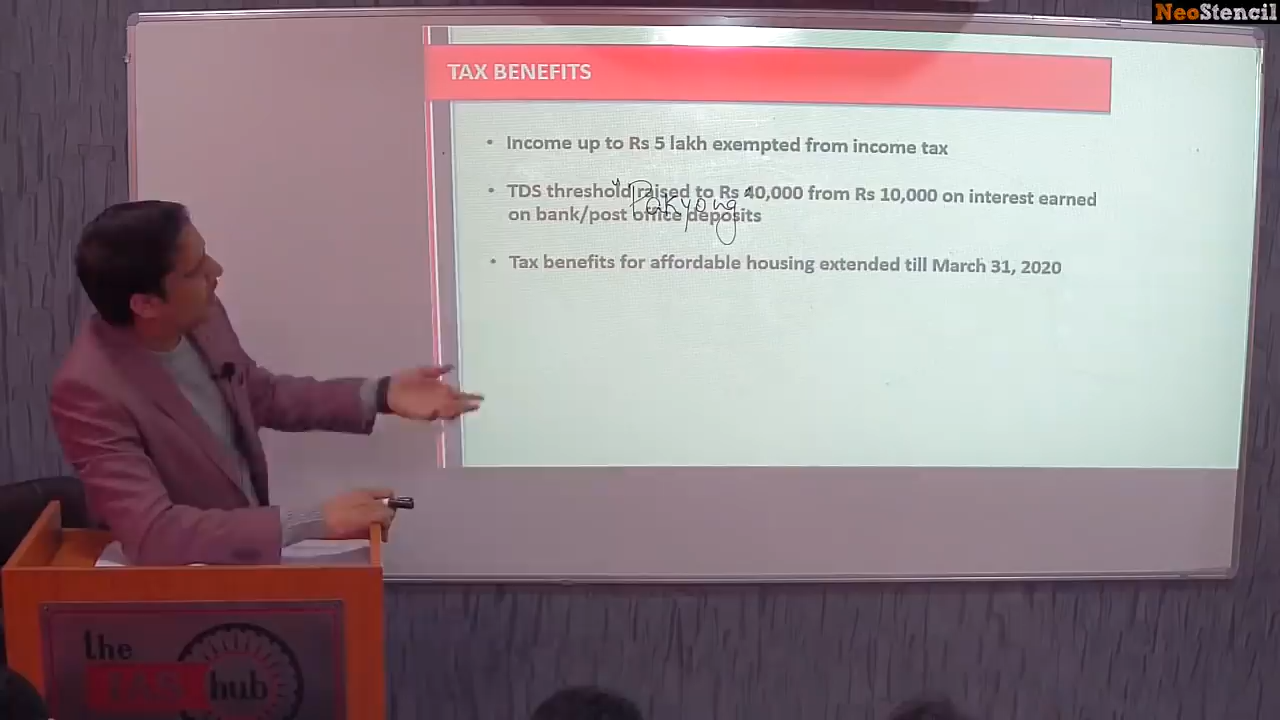 NeoStencil
TAX BENEFITS
• Income up to Rs 5 lakh exempted from income tax
• TDS threshold raised to Rs 40,000 from Rs 10,000 on interest earned
on bank/post office deposits
Pakyong
• Tax benefits for affordable housing extended till March 31, 2020
the
IAS hub